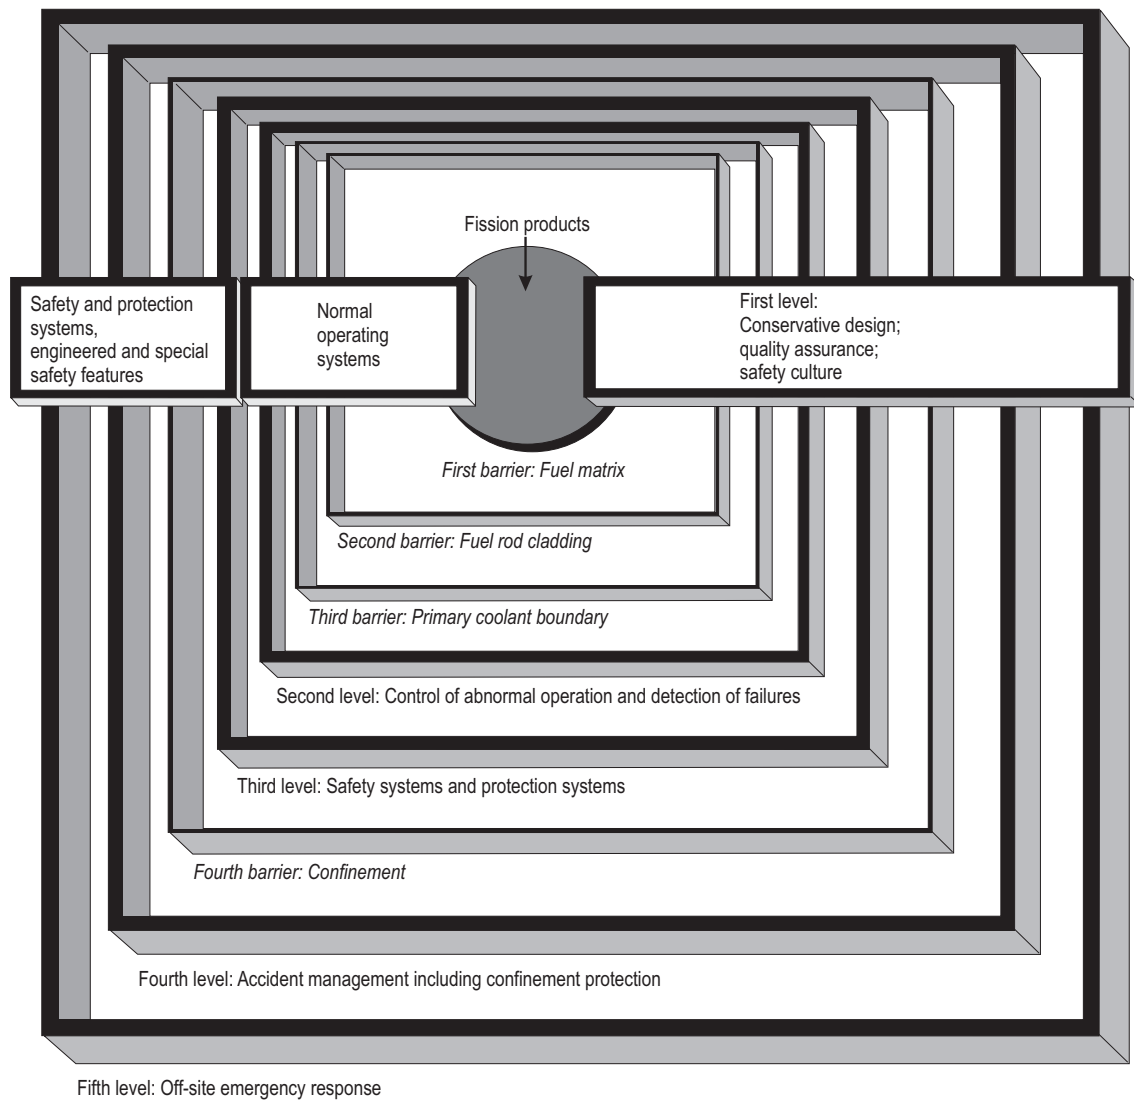 Fission products
Safety and protection
systems,
engineered and special
safety features
Normal
operating
systems
First level:
Conservative design;
quality assurance;
safety culture
First barrier: Fuel matrix
Second barrier: Fuel rod cladding
Third barrier: Primary coolant boundary
Second level: Control of abnormal operation and detection of failures
Third level: Safety systems and protection systems
Fourth barrier: Confinement
Fourth level: Accident management including confinement protection
Fifth level: Off-site emergency response